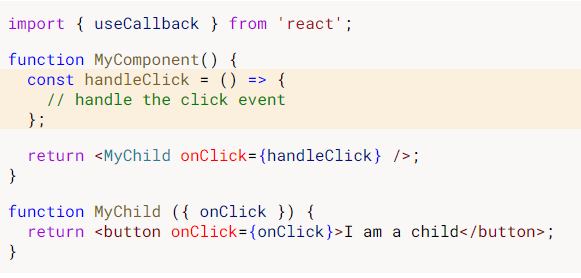 import { useCallback } from 'react';
function MyComponent() {
const handleClick = () => {
// handle the click event
};
return <MyChild onClick={handleClick} />;
}
function MyChild ({ onClick }) {
return <button onClick={onClick}>I am a child</button>;
}